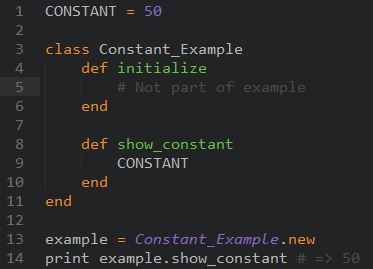 1 CONSTANT = 50
2
3 class Constant_Example
4     def initialize
5         # Not part of example
6     end
7
8     def show_constant
9         CONSTANT
10     end
11 end
12
13 example = Constant_Example.new
14 print example.show_constant # => 50